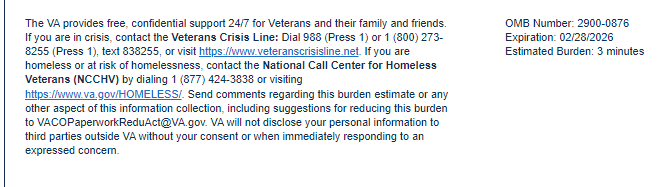 The VA provides free, confidential support 24/7 for Veterans and their family and friends.
If you are in crisis, contact the Veterans Crisis Line: Dial 988 (Press 1) or 1 (800) 273-
8255 (Press 1), text 838255, or visit https://www.veteranscrisisline.net. If you are
homeless or at risk of homelessness, contact the National Call Center for Homeless
Veterans (NCCHV) by dialing 1 (877) 424-3838 or visiting
https://www.va.gov/HOMELESS/. Send comments regarding this burden estimate or any
other aspect of this information collection, including suggestions for reducing this burden
to VACOPaperworkReduAct@VA.gov. VA will not disclose your personal information to
third parties outside VA without your consent or when immediately responding to an
expressed concern.
OMB Number: 2900-0876
Expiration: 02/28/2026
Estimated Burden: 3 minutes